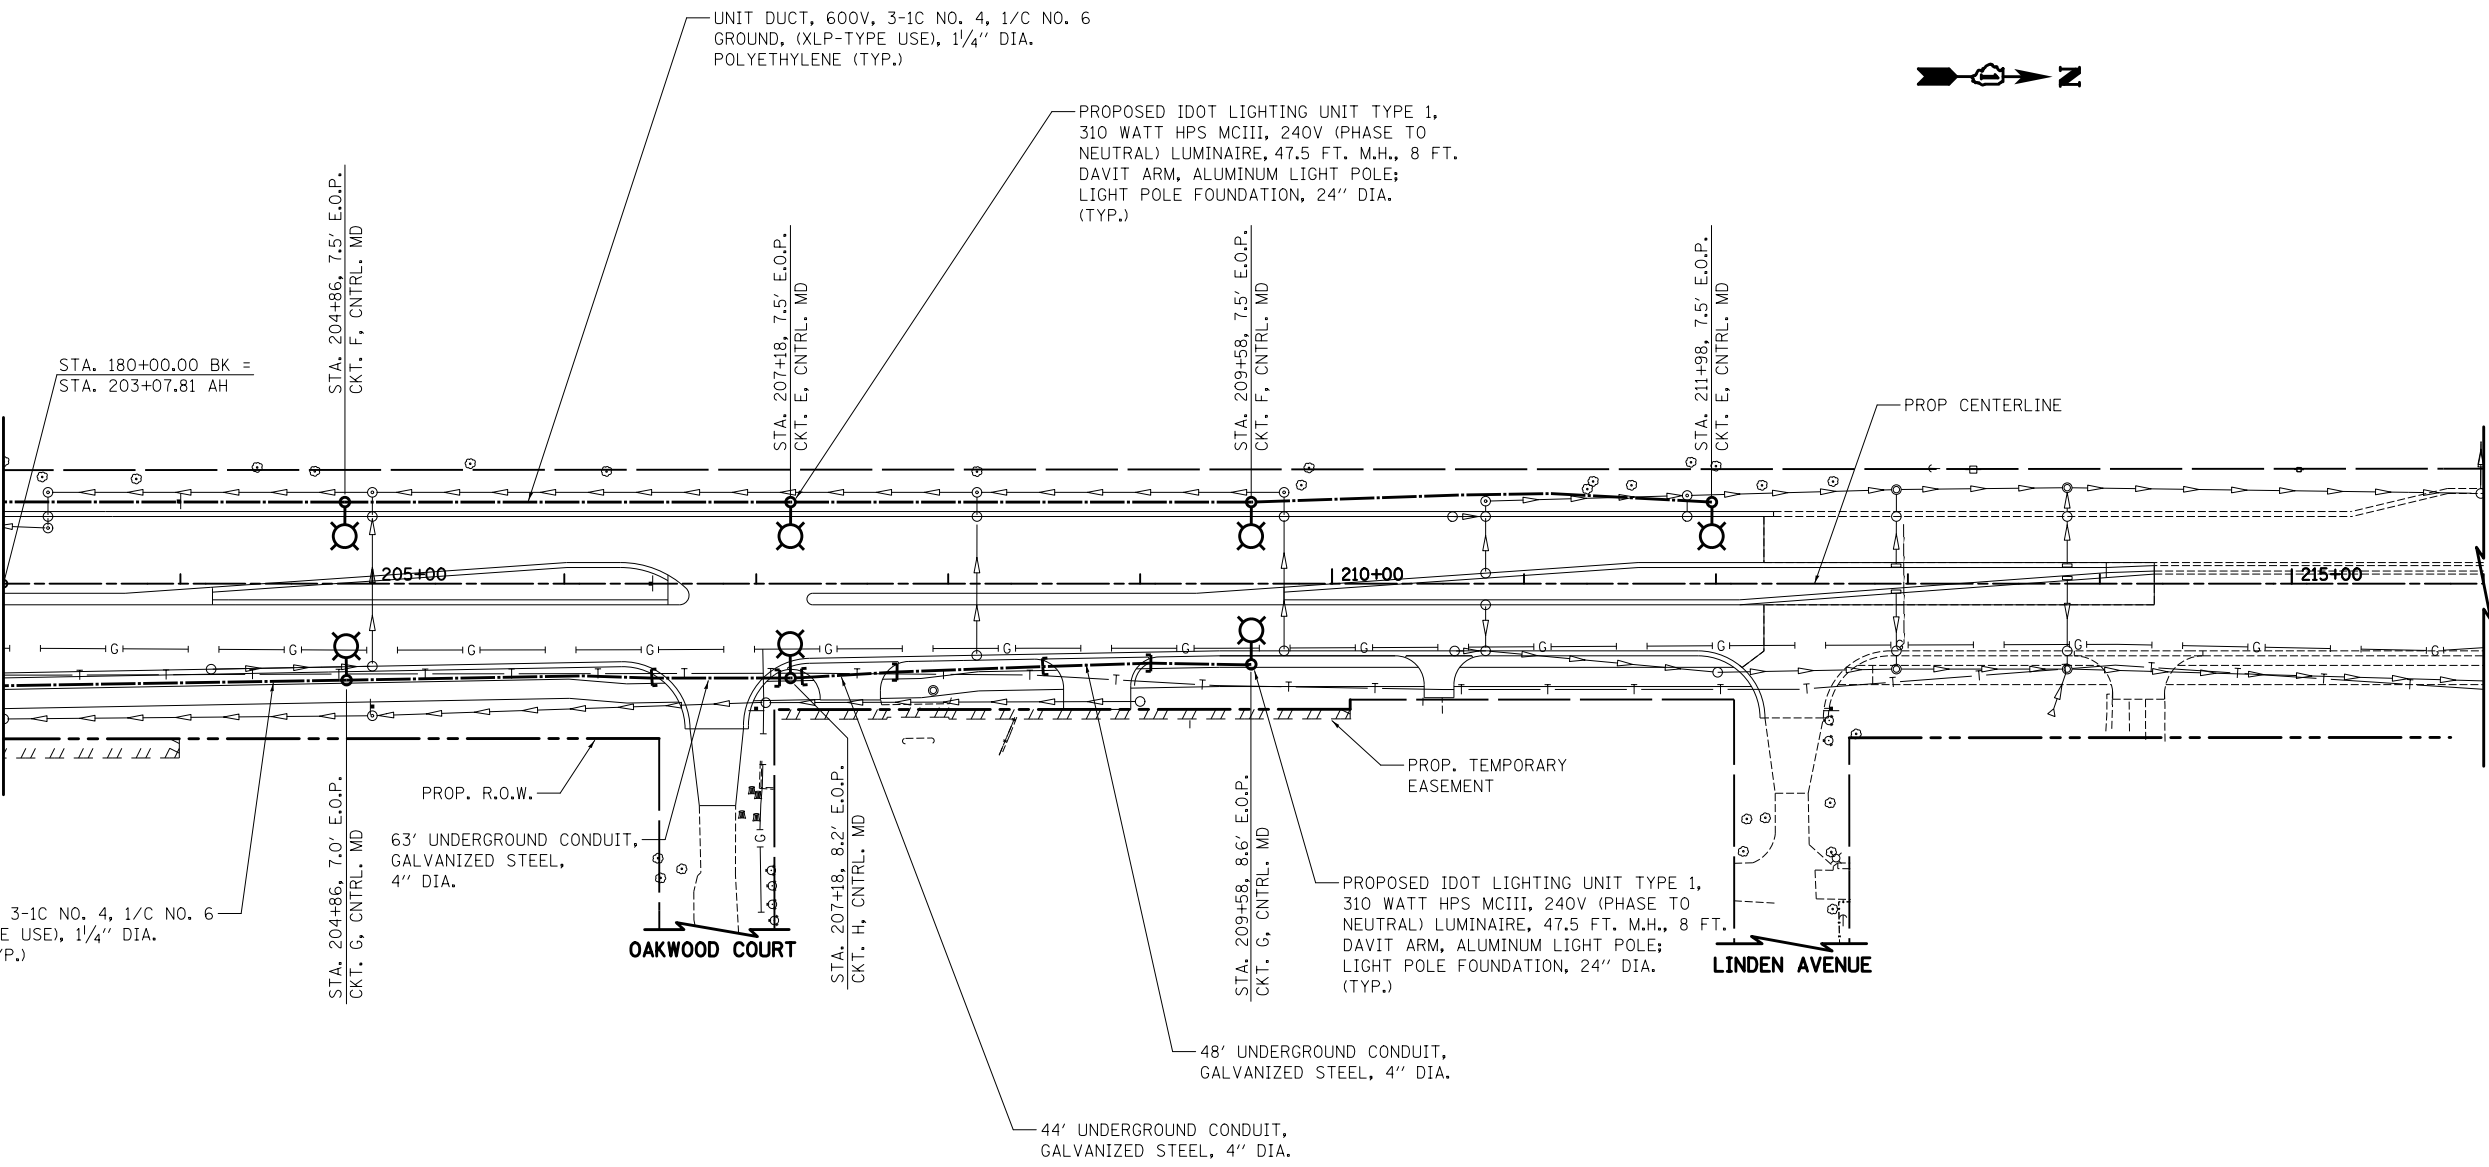 UNIT DUCT, 600V, 3-1C NO. 4, 1/C NO. 6
GROUND, (XLP-TYPE USE), 1 1/4" DIA.
POLYETHYLENE (TYP.)
N
PROPOSED IDOT LIGHTING UNIT TYPE 1,
310 WATT HPS MCIII, 240V (PHASE TO
NEUTRAL) LUMINAIRE, 47.5 FT. M.H., 8 FT.
DAVIT ARM, ALUMINUM LIGHT POLE;
LIGHT POLE FOUNDATION, 24" DIA.
(TYP.)
STA. 204+86, 7.5' E.O.P.
CKT. F, CNTRL. MD
STA. 207+18, 7.5' E.O.P.
CKT. E, CNTRL. MD
STA. 209+58, 7.5' E.O.P.
CKT. F, CNTRL. MD
STA. 211+98, 7.5' E.O.P.
CKT. E, CNTRL. MD
STA. 180+00.00 BK =
STA. 203+07.81 AH
PROP CENTERLINE
205+00
210+00
215+00
G G G G G G G G G G G G G G
T T T T T T T T T T T T T T T T T T T
PROP. R.O.W.
PROP. TEMPORARY
EASEMENT
63' UNDERGROUND CONDUIT,
GALVANIZED STEEL,
4" DIA.
G
STA. 204+86, 7.0' E.O.P.
CKT. G, CNTRL. MD
STA. 207+18, 8.2' E.O.P.
CKT. H, CNTRL. MD
STA. 209+58, 8.6' E.O.P.
CKT. G, CNTRL. MD
3-1C NO. 4, 1/C NO. 6
E USE), 1 1/4" DIA.
YP.)
PROPOSED IDOT LIGHTING UNIT TYPE 1,
310 WATT HPS MCIII, 240V (PHASE TO
NEUTRAL) LUMINAIRE, 47.5 FT. M.H., 8 FT.
DAVIT ARM, ALUMINUM LIGHT POLE;
LIGHT POLE FOUNDATION, 24" DIA.
(TYP.)
OAKWOOD COURT
LINDEN AVENUE
48' UNDERGROUND CONDUIT,
GALVANIZED STEEL, 4" DIA.
44' UNDERGROUND CONDUIT,
GALVANIZED STEEL, 4" DIA.